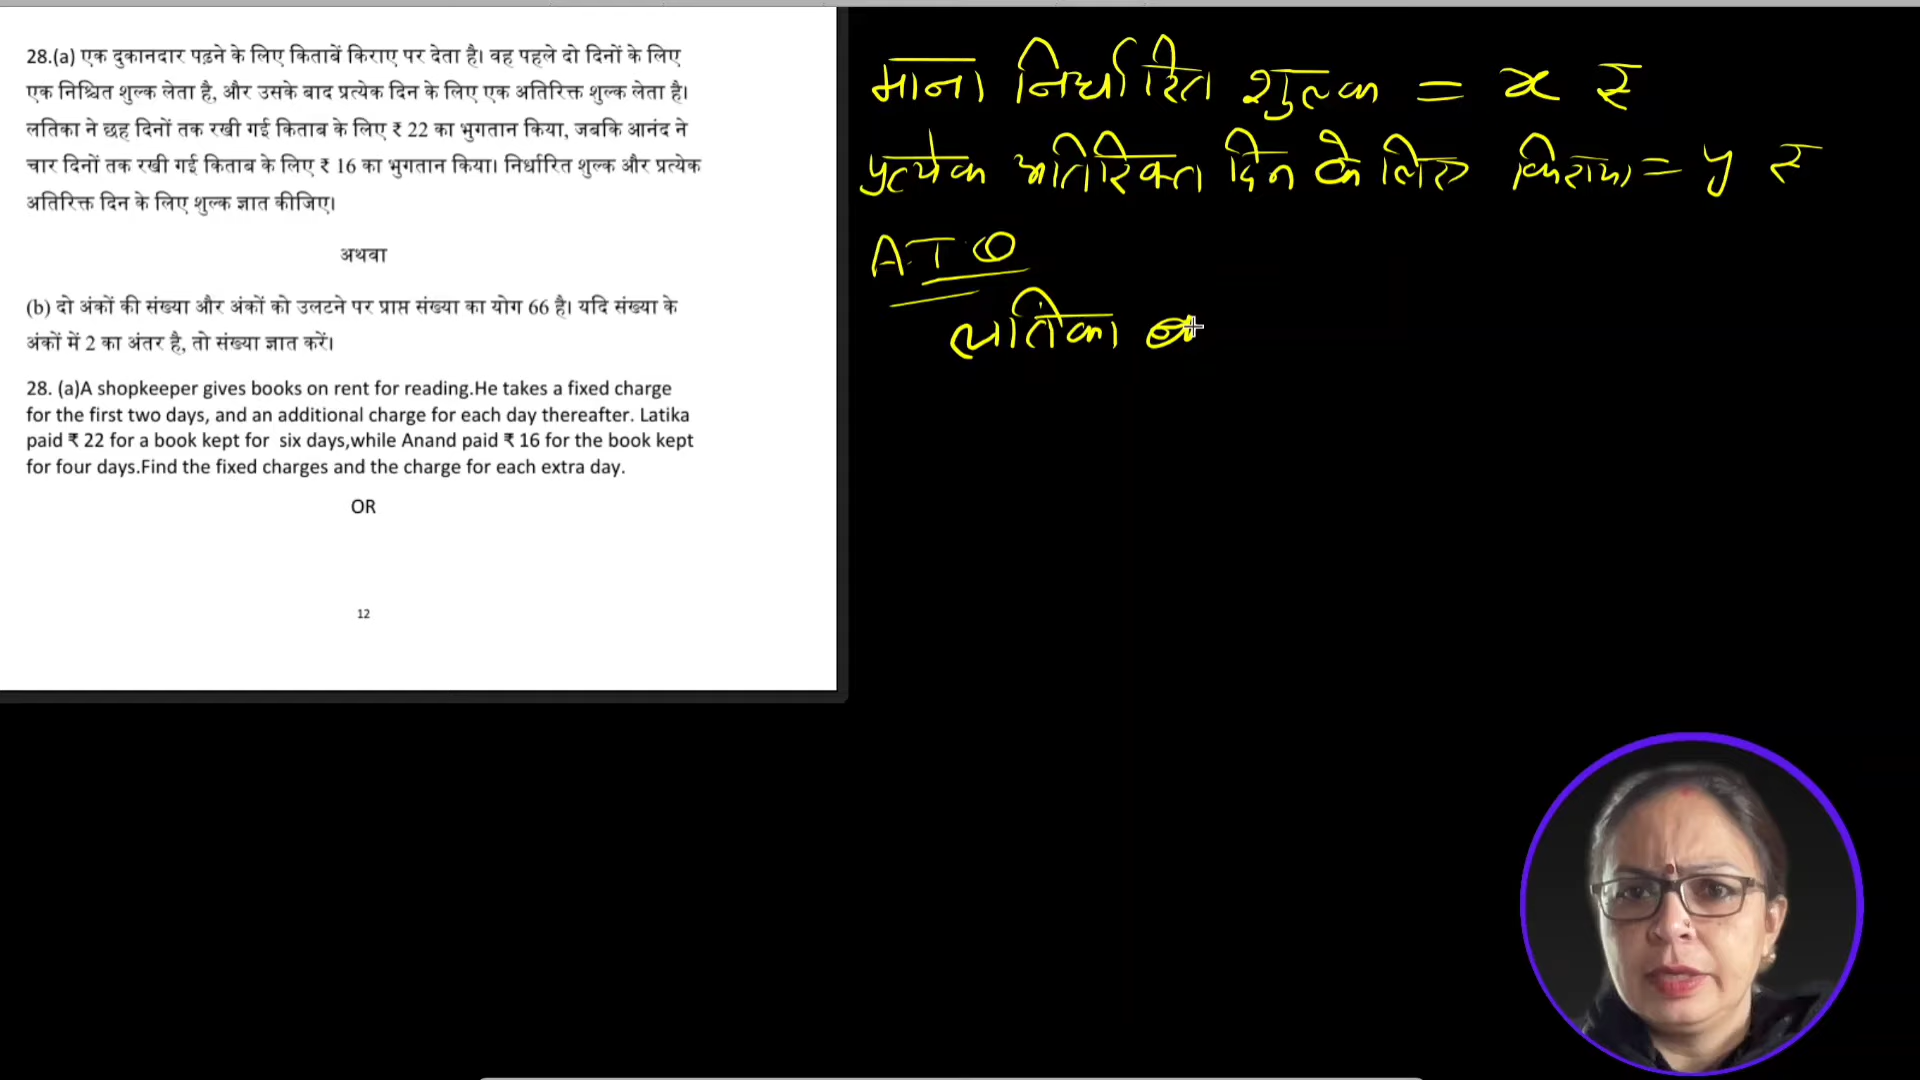 28.(a) एक दुकानदार पढ़ने के लिए किताबें किराए पर देता है। वह पहले दो दिनों के लिए
एक निश्चित शुल्क लेता है, और उसके बाद प्रत्येक दिन के लिए एक अतिरिक्त शुल्क लेता है।
लतिका ने छह दिनों तक रखी गई किताब के लिए ₹ 22 का भुगतान किया, जबकि आनंद ने
चार दिनों तक रखी गई किताब के लिए ₹ 16 का भुगतान किया। निर्धारित शुल्क और प्रत्येक
अतिरिक्त दिन के लिए शुल्क ज्ञात कीजिए।
अथवा
(b) दो अंकों की संख्या और अंकों को उलटने पर प्राप्त संख्या का योग 66 है। यदि संख्या के
अंकों में 2 का अंतर है, तो संख्या ज्ञात करें।
28. (a)A shopkeeper gives books on rent for reading.He takes a fixed charge
for the first two days, and an additional charge for each day thereafter. Latika
paid ₹ 22 for a book kept for  six days,while Anand paid ₹ 16 for the book kept
for four days.Find the fixed charges and the charge for each extra day.
OR
12
माना निर्धारित शुल्क = x रु
प्रत्येक अतिरिक्त दिन के लिए किराया = y रु
A.T.Q
लतिका